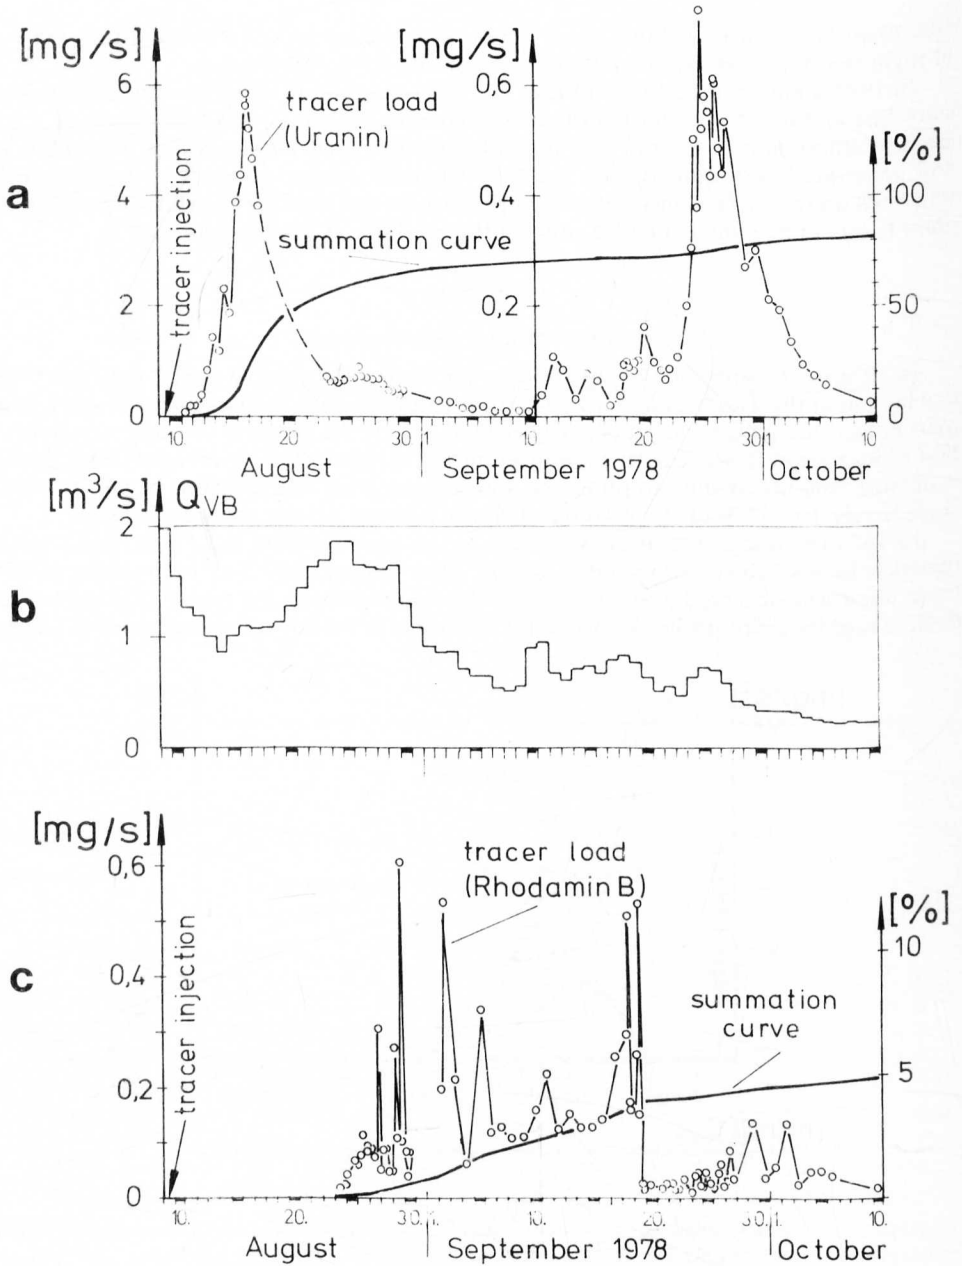 [mg/s]
[mg/s]
6
0,6
tracer load
(Uranin)
[%]
a
4
0,4
100
tracer injection
summation curve
2
0,2
50
0
0
10.
20.
30.
1.
10.
20.
30.
1.
10.
August
September 1978
October
[m³/s]
Q VB
2
b
1
0
[mg/s]
tracer load
(Rhodamin B)
0,6
[%]
10
c
0,4
tracer injection
summation
curve
0,2
5
0
0
10.
20.
30.
1.
10.
20.
30.
1.
10.
August
September 1978
October